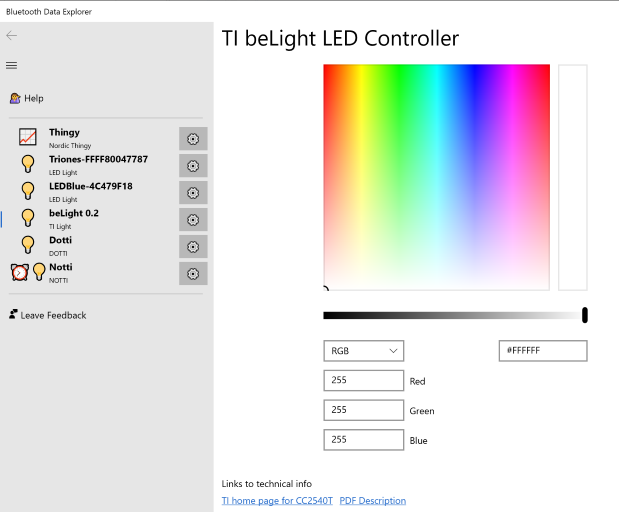 Bluetooth Data Explorer
TI beLight LED Controller
Help
Thingy
Nordic Thingy
Triones-FFFF80047787
LED Light
LEDBlue-4C479F18
LED Light
beLight 0.2
TI Light
Dotti
DOTTI
Notti
NOTTI
Leave Feedback
RGB
#FFFFFF
255 Red
255 Green
255 Blue
Links to technical info
TI home page for CC2540T PDF Description